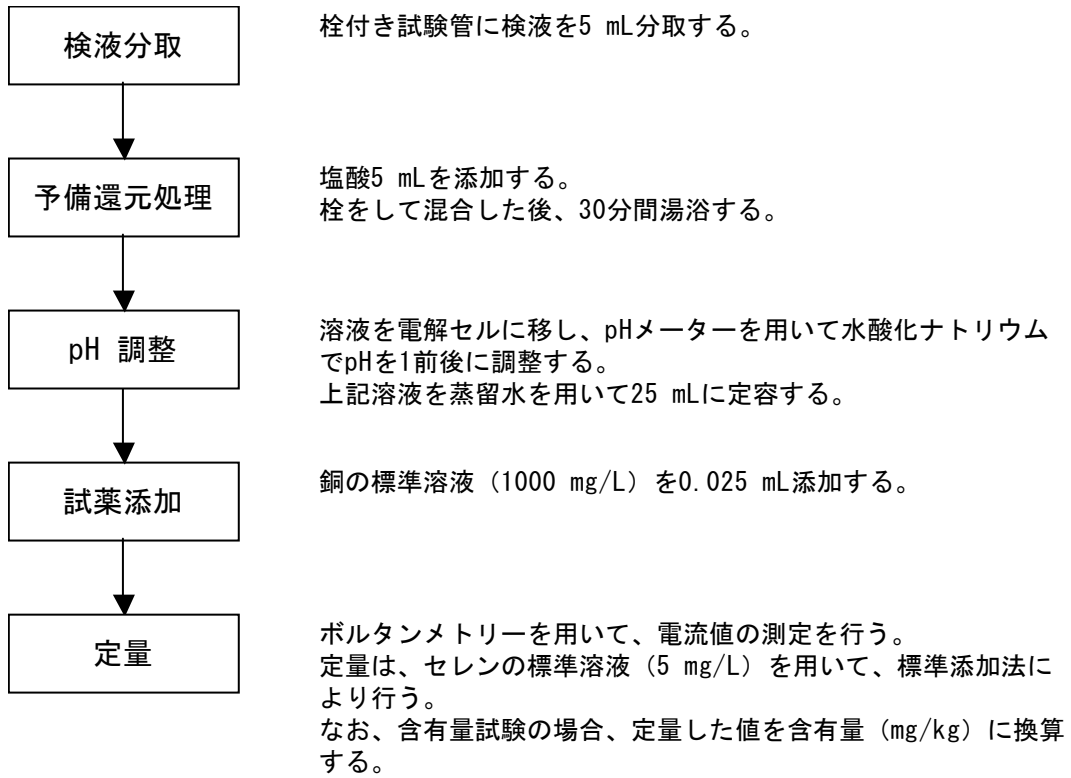 検液分取
栓付き試験管に検液を5 mL分取する。
予備還元処理
塩酸5 mLを添加する。
栓をして混合した後、30分間湯浴する。
pH 調整
溶液を電解セルに移し、pHメーターを用いて水酸化ナトリウム
でpHを1前後に調整する。
上記溶液を蒸留水を用いて25 mLに定容する。
試薬添加
銅の標準溶液（1000 mg/L）を0.025 mL添加する。
定量
ボルタンメトリーを用いて、電流値の測定を行う。
定量は、セレンの標準溶液（5 mg/L）を用いて、標準添加法に
より行う。
なお、含有量試験の場合、定量した値を含有量（mg/kg）に換算
する。